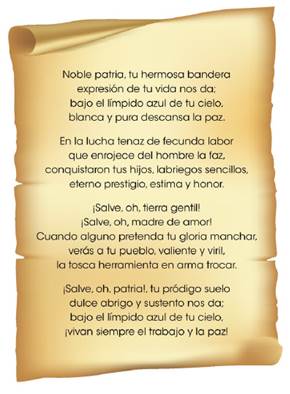 Noble patria, tu hermosa bandera
expresión de tu vida nos da;
bajo el límpido azul de tu cielo,
blanca y pura descansa la paz.
En la lucha tenaz de fecunda labor
que enrojece del hombre la faz,
conquistaron tus hijos, labriegos sencillos,
eterno prestigio, estima y honor.
¡Salve, oh, tierra gentil!
¡Salve, oh, madre de amor!
Cuando alguno pretenda tu gloria manchar,
verás a tu pueblo, valiente y viril,
la tosca herramienta en arma trocar.
¡Salve, oh, patria!, tu pródigo suelo
dulce abrigo y sustento nos da;
bajo el límpido azul de tu cielo,
¡vivan siempre el trabajo y la paz!